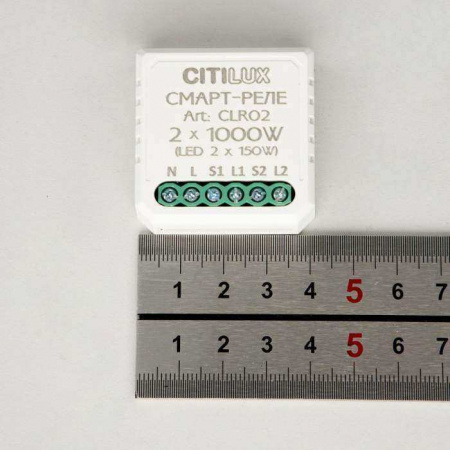 CITILUX
СМАРТ-РЕЛЕ
Art: CLR02
2 x 1000W
(LED 2 x 150W)
N L S1 L1 S2 L2
1 2 3 4 5 6 7
1 2 3 4 5 6 7